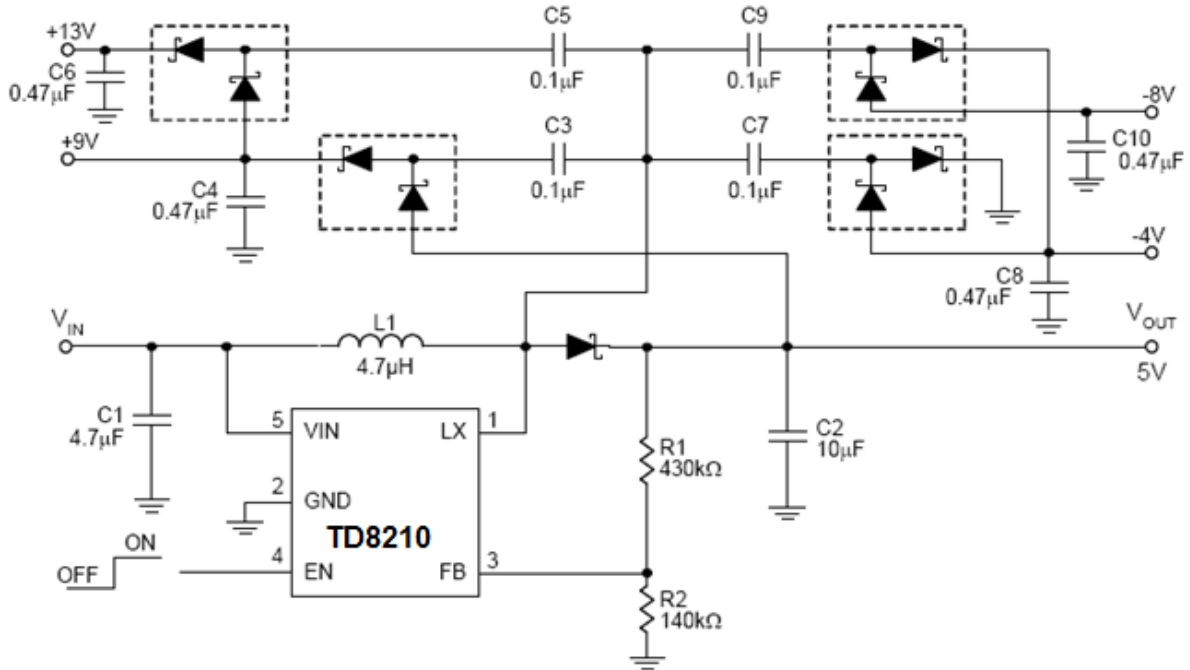 +13V
C6
0.47µF
C5
0.1µF
C9
0.1µF
-8V
C10
0.47µF
+9V
C4
0.47µF
C3
0.1µF
C7
0.1µF
-4V
C8
0.47µF
VIN
L1
4.7µH
VOUT
5V
C1
4.7µF
5
VIN
LX
1
2
GND
TD8210
4
EN
FB
3
OFF
ON
R1
430kΩ
C2
10µF
R2
140kΩ